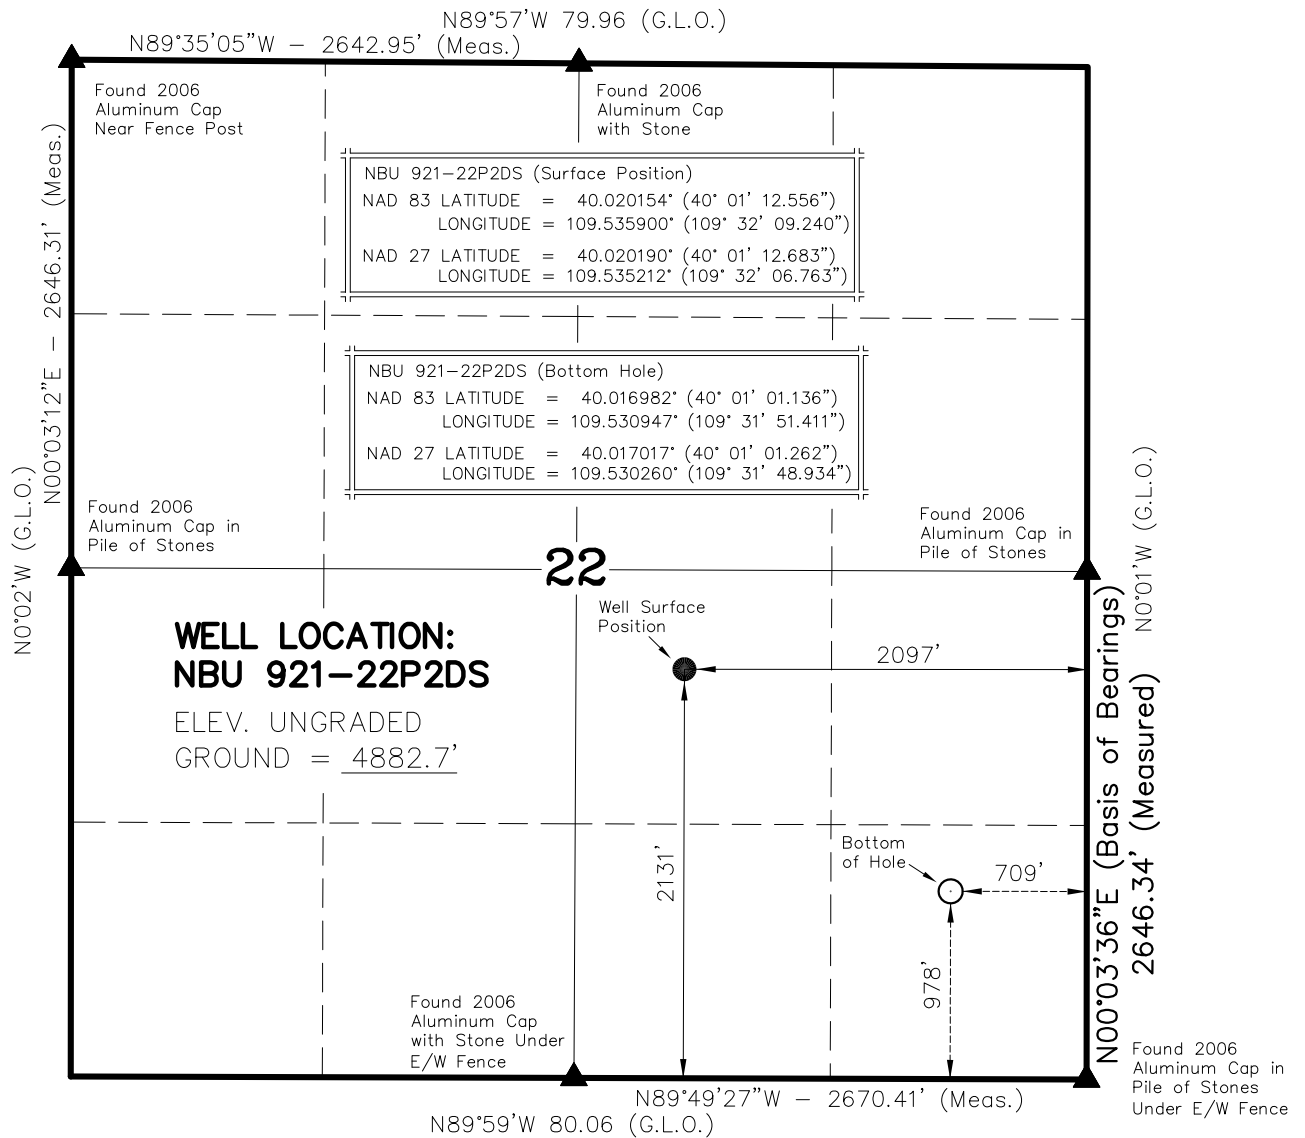 N89°57'W 79.96 (G.L.O.)
N89°35'05"W – 2642.95' (Meas.)
Found 2006
Aluminum Cap
Near Fence Post
Found 2006
Aluminum Cap
with Stone
N00°03'12"E – 2646.31' (Meas.)
NBU 921–22P2DS (Surface Position)
NAD 83 LATITUDE = 40.020154° (40° 01' 12.556")
LONGITUDE = 109.535900° (109° 32' 09.240")
NAD 27 LATITUDE = 40.020190° (40° 01' 12.683")
LONGITUDE = 109.535212° (109° 32' 06.763")
NBU 921–22P2DS (Bottom Hole)
NAD 83 LATITUDE = 40.016982° (40° 01' 01.136")
LONGITUDE = 109.530947° (109° 31' 51.411")
NAD 27 LATITUDE = 40.017017° (40° 01' 01.262")
LONGITUDE = 109.530260° (109° 31' 48.934")
N0°02'W (G.L.O.)
Found 2006
Aluminum Cap in
Pile of Stones
Found 2006
Aluminum Cap in
Pile of Stones
N0°01'W (G.L.O.)
22
WELL LOCATION:
NBU 921–22P2DS
ELEV. UNGRADED
GROUND = 4882.7'
Well Surface
Position
2097'
2131'
Bottom
of Hole
709'
978'
N00°03'36"E (Basis of Bearings)
2646.34' (Measured)
Found 2006
Aluminum Cap
with Stone Under
E/W Fence
Found 2006
Aluminum Cap in
Pile of Stones
Under E/W Fence
N89°49'27"W – 2670.41' (Meas.)
N89°59'W 80.06 (G.L.O.)